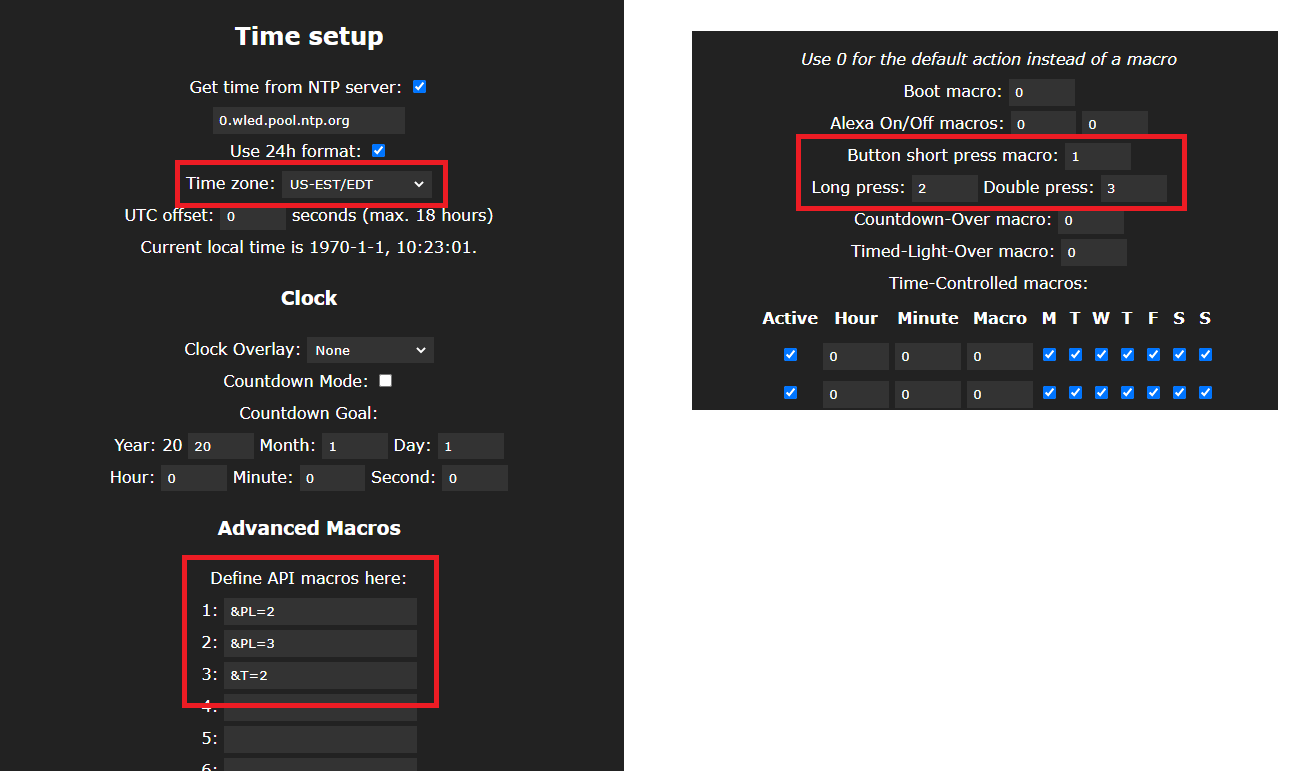 Time setup
Get time from NTP server:
0.wled.pool.ntp.org
Use 24h format:
Time zone: US-EST/EDT
UTC offset: 0 seconds (max. 18 hours)
Current local time is 1970-1-1, 10:23:01.
Clock
Clock Overlay: None
Countdown Mode:
Countdown Goal:
Year: 20 20 Month: 1 Day: 1
Hour: 0 Minute: 0 Second: 0
Advanced Macros
Define API macros here:
1: &PL=2
2: &PL=3
3: &T=2
4:
5:
6:
Use 0 for the default action instead of a macro
Boot macro: 0
Alexa On/Off macros: 0 0
Button short press macro: 1
Long press: 2 Double press: 3
Countdown-Over macro: 0
Timed-Light-Over macro: 0
Time-Controlled macros:
Active Hour Minute Macro M T W T F S S
0 0 0
0 0 0